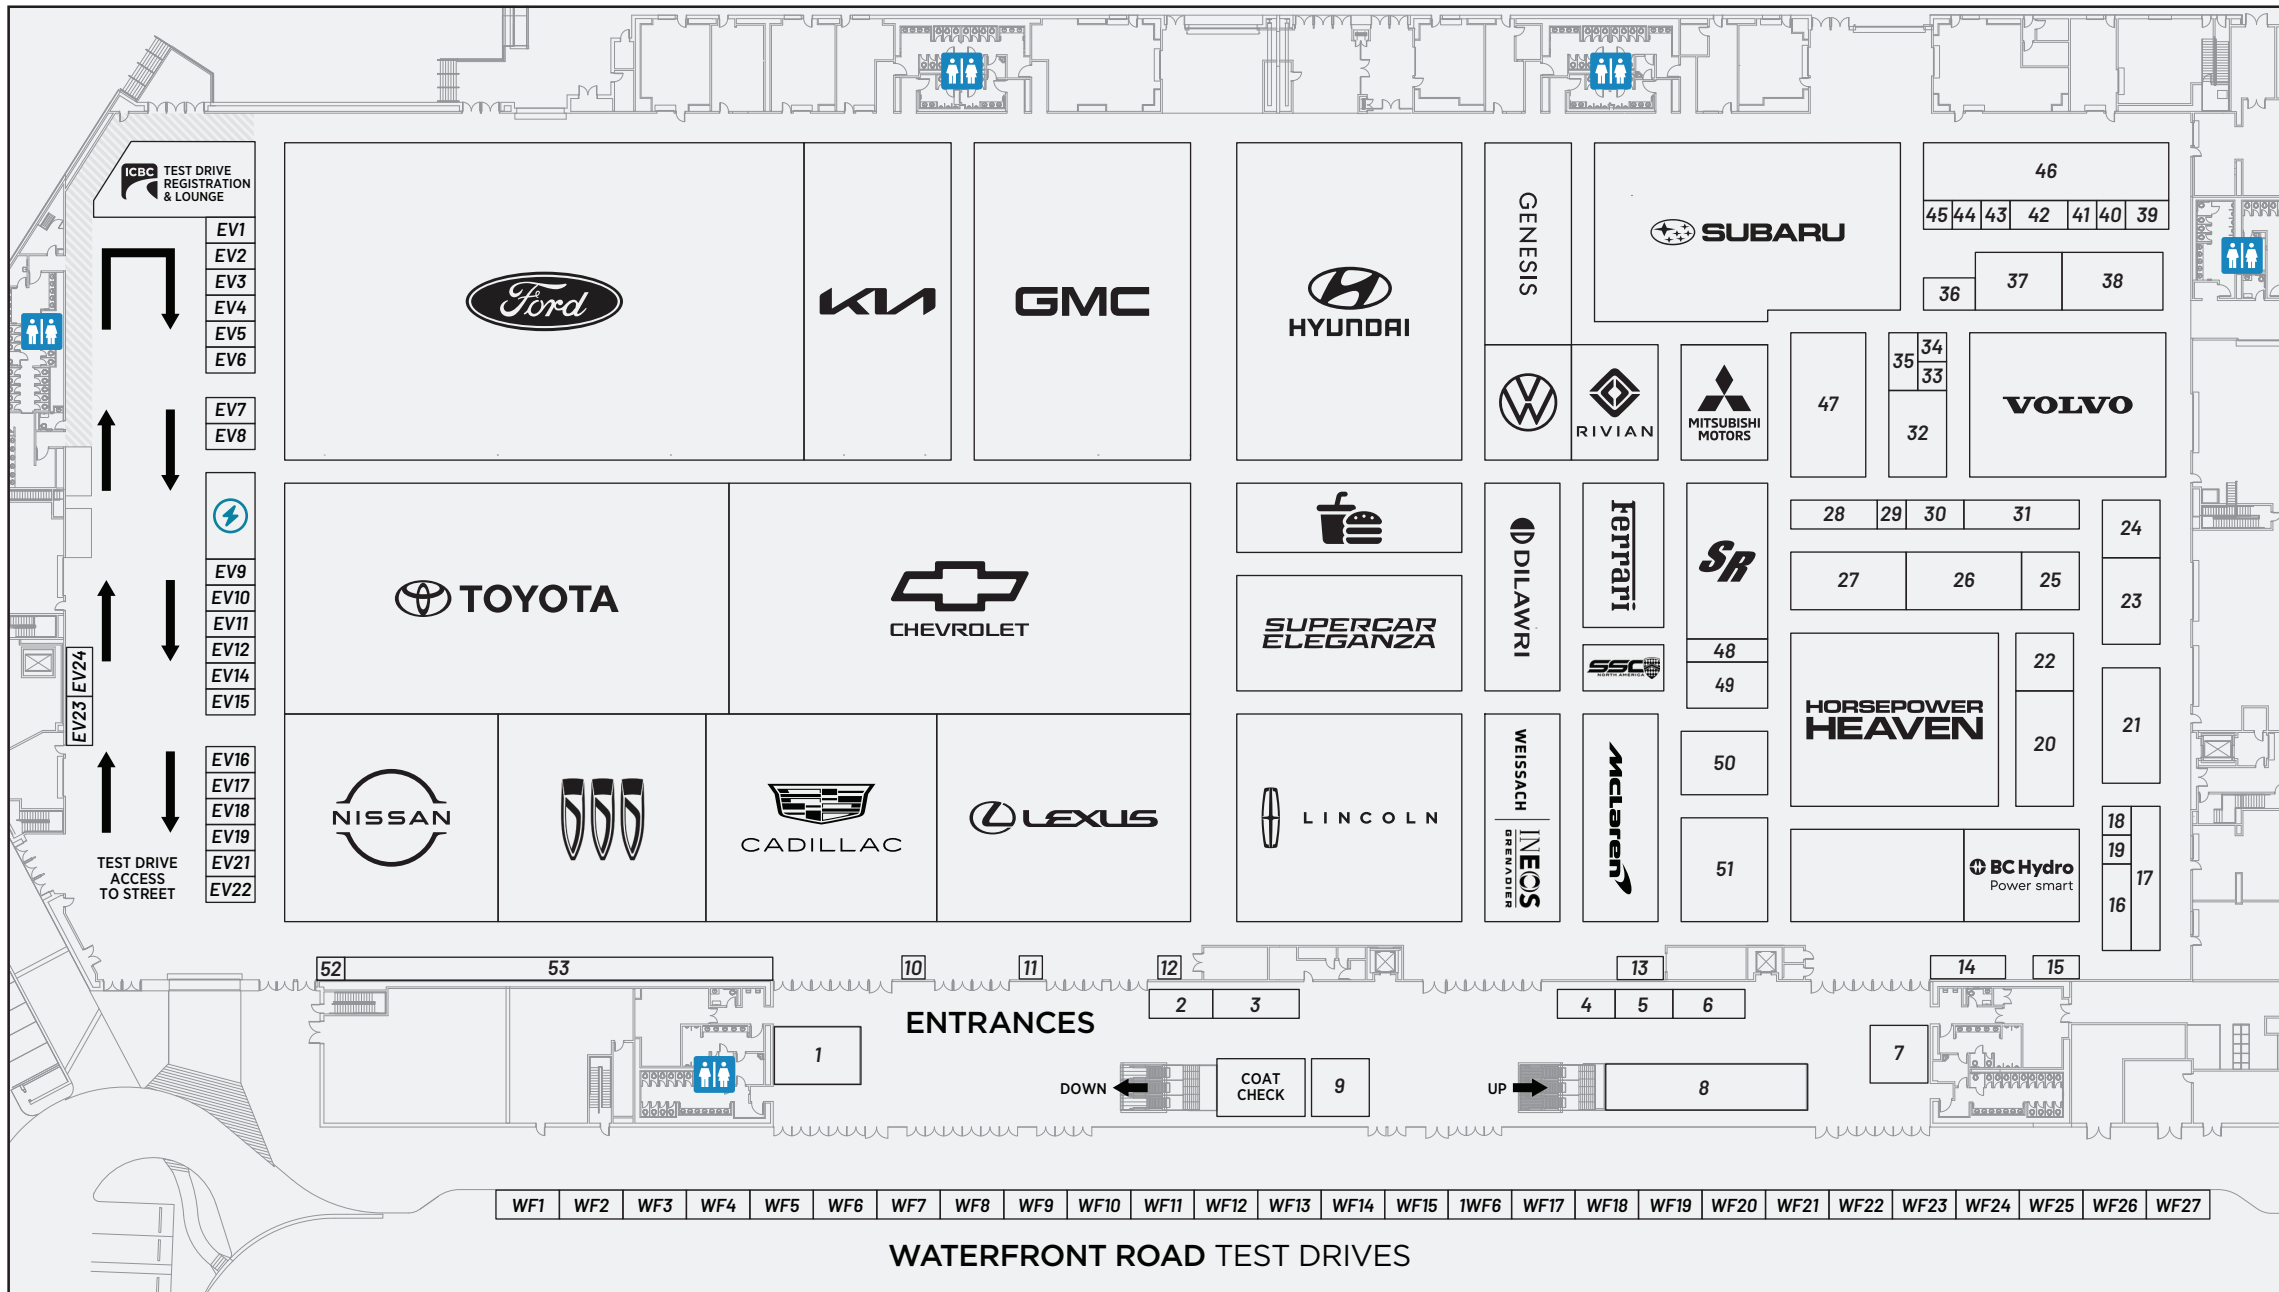 ICBC
TEST DRIVE
REGISTRATION
& LOUNGE
EV1
EV2
EV3
EV4
EV5
EV6
EV7
EV8
EV9
EV10
EV11
EV12
EV14
EV15
EV24
EV23
EV16
EV17
EV18
EV19
EV21
EV22
TEST DRIVE
ACCESS
TO STREET
Ford
KIA
GMC
HYUNDAI
GENESIS
SUBARU
46
45 44 43 42 41 40 39
36
37
38
VW
RIVIAN
MITSUBISHI
MOTORS
47
35
34
33
32
VOLVO
TOYOTA
CHEVROLET
SUPERCAR
ELEGANZA
DILAWRI
Ferrari
SR
SSC
NORTH AMERICA
48
49
28 29 30 31
24
27 26 25
23
HORSEPOWER
HEAVEN
22
20
21
NISSAN
CADILLAC
LEXUS
LINCOLN
WEISSACH
INEOS
GRENADIER
McLaren
50
51
BC Hydro
Power smart
18
19
17
16
52 53
10
11
12
13
14
15
2 3
4 5 6
ENTRANCES
1
DOWN
COAT
CHECK
9
UP
8
7
WF1 WF2 WF3 WF4 WF5 WF6 WF7 WF8 WF9 WF10 WF11 WF12 WF13 WF14 WF15 1WF6 WF17 WF18 WF19 WF20 WF21 WF22 WF23 WF24 WF25 WF26 WF27
WATERFRONT ROAD TEST DRIVES